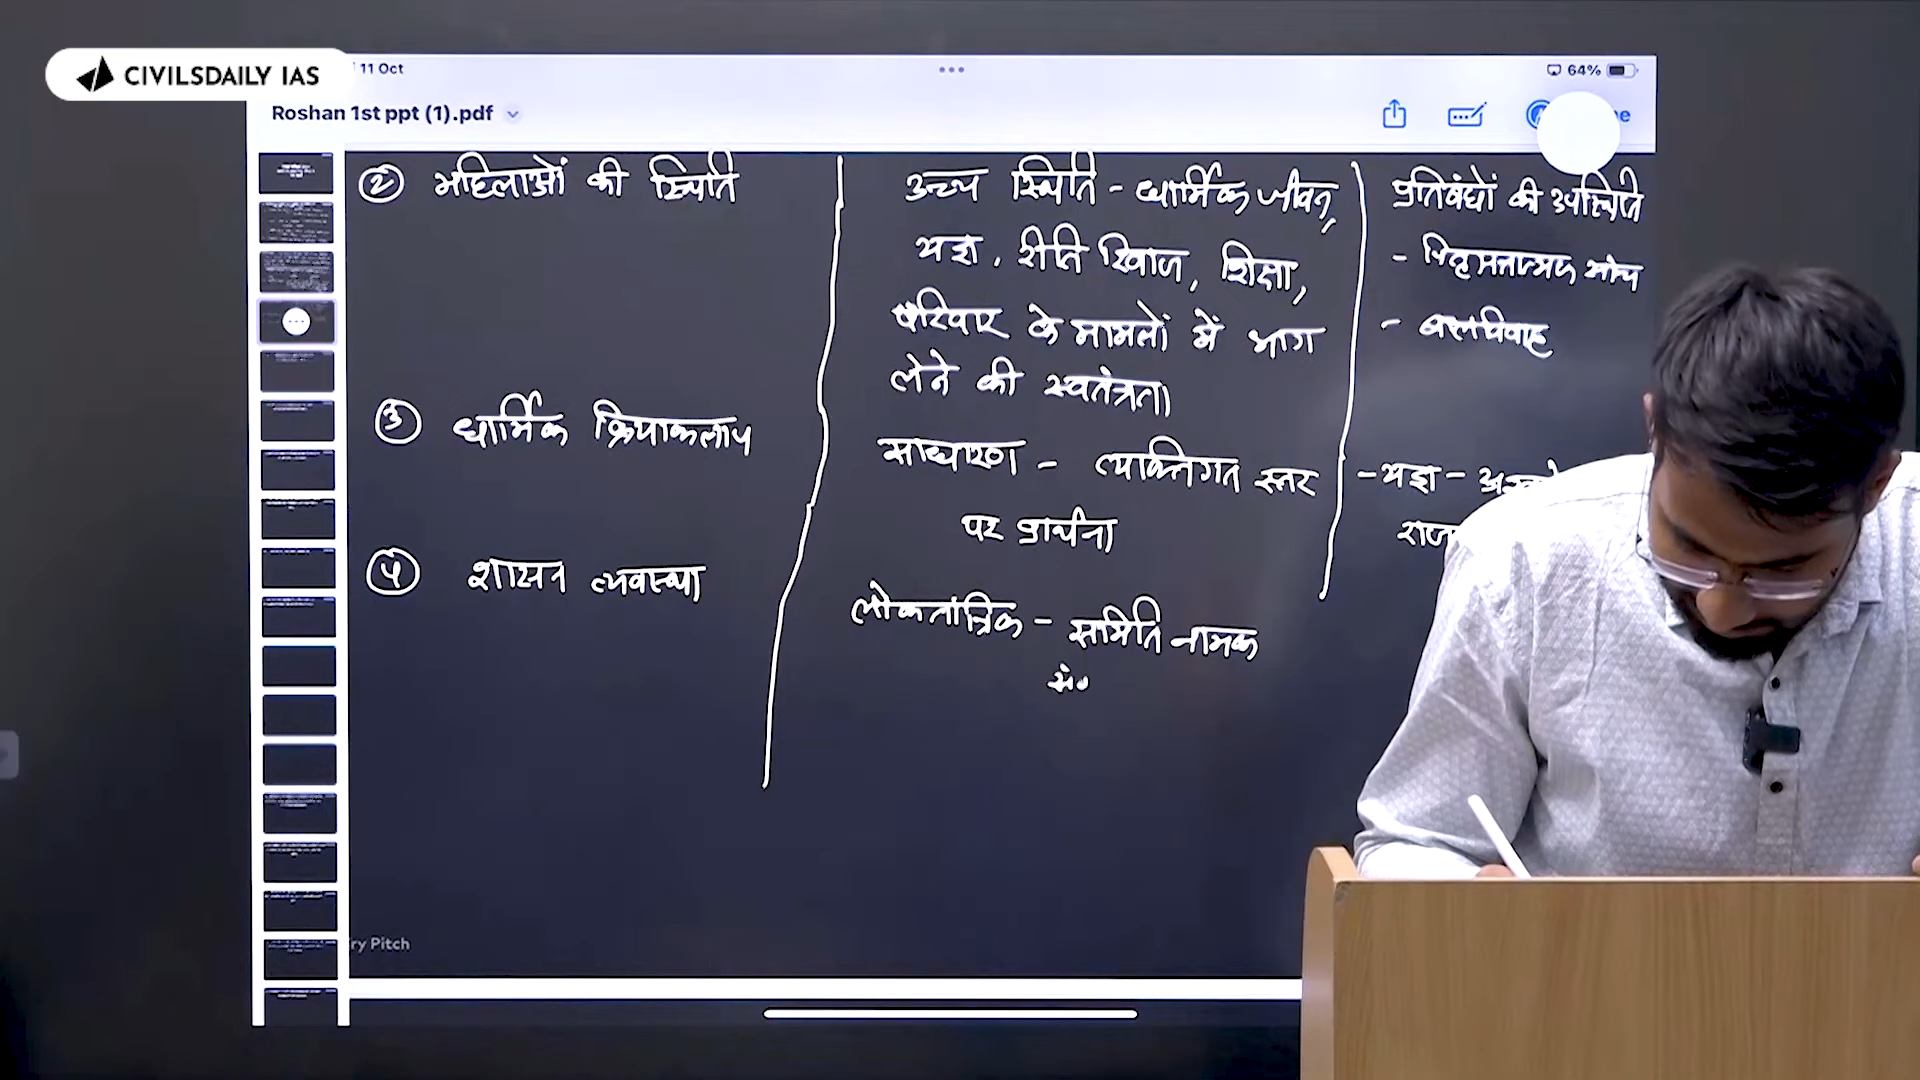 CIVILSDAILY IAS
11 Oct
64%
Roshan 1st ppt (1).pdf
② महिलाओं की स्थिति
उच्च स्थिति - धार्मिक जीवन,
यज्ञ, रीति रिवाज, शिक्षा,
परिवार के मामलों में भाग
लेने की स्वतंत्रता
प्रतिबंधों की उपस्थिति
- पितृसत्तात्मक सोच
- बालविवाह
③ धार्मिक क्रियाकलाप
साधारण - व्यक्तिगत स्तर
पर प्रार्थना
- यज्ञ -
④ शासन व्यवस्था
लोकतांत्रिक - समिति नामक
सं०
ry Pitch